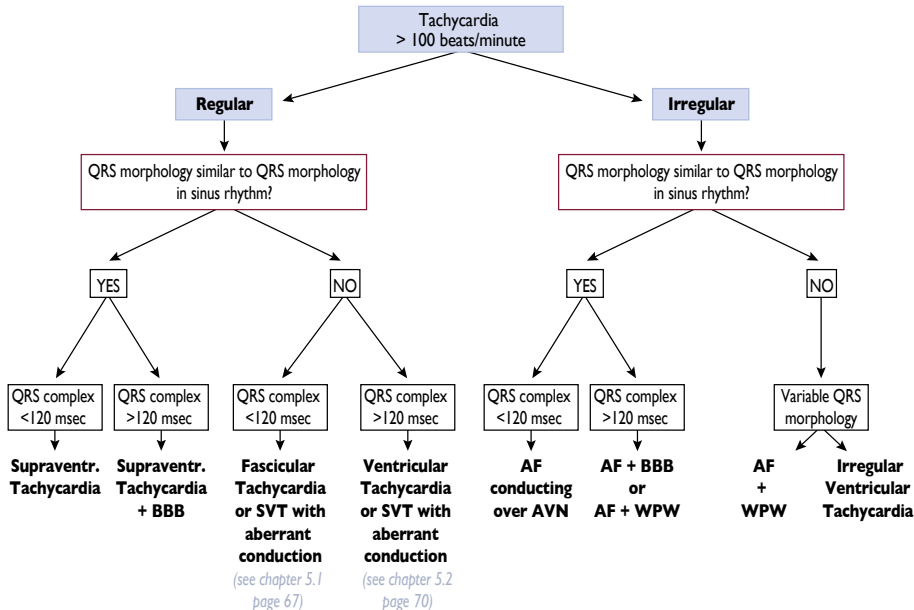 Tachycardia
> 100 beats/minute
Regular
Irregular
QRS morphology similar to QRS morphology
in sinus rhythm?
QRS morphology similar to QRS morphology
in sinus rhythm?
YES
NO
YES
NO
QRS complex
<120 msec
QRS complex
>120 msec
QRS complex
<120 msec
QRS complex
>120 msec
QRS complex
<120 msec
QRS complex
>120 msec
Variable QRS
morphology
Supraventr.
Tachycardia
Supraventr.
Tachycardia
+ BBB
Fascicular
Tachycardia
or SVT with
aberrant
conduction
(see chapter 5.1
page 67)
Ventricular
Tachycardia
or SVT with
aberrant
conduction
(see chapter 5.2
page 70)
AF
conducting
over AVN
AF + BBB
or
AF + WPW
AF
+
WPW
Irregular
Ventricular
Tachycardia